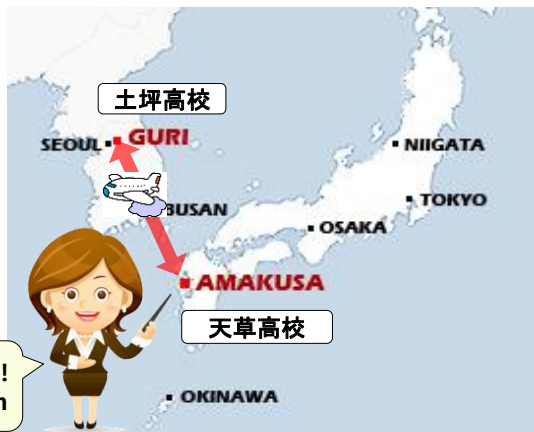 土坪高校
SEOUL
GURI
NIIGATA
TOKYO
BUSAN
OSAKA
AMAKUSA
天草高校
!
n
OKINAWA